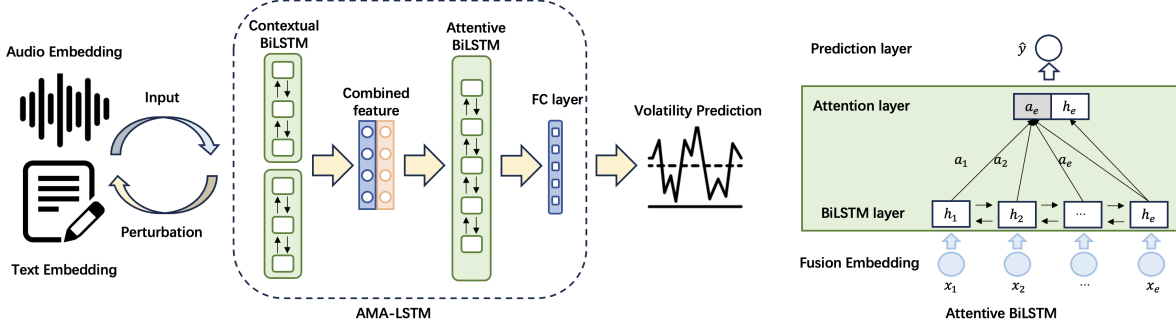 Audio Embedding
Text Embedding
Input
Perturbation
Contextual
BiLSTM
Combined
feature
Attentive
BiLSTM
FC layer
AMA-LSTM
Volatility Prediction
Prediction layer
ŷ
Attention layer
a_e h_e
a_1 a_2 a_e
BiLSTM layer
h_1 h_2 ... h_e
Fusion Embedding
x_1 x_2 ... x_e
Attentive BiLSTM